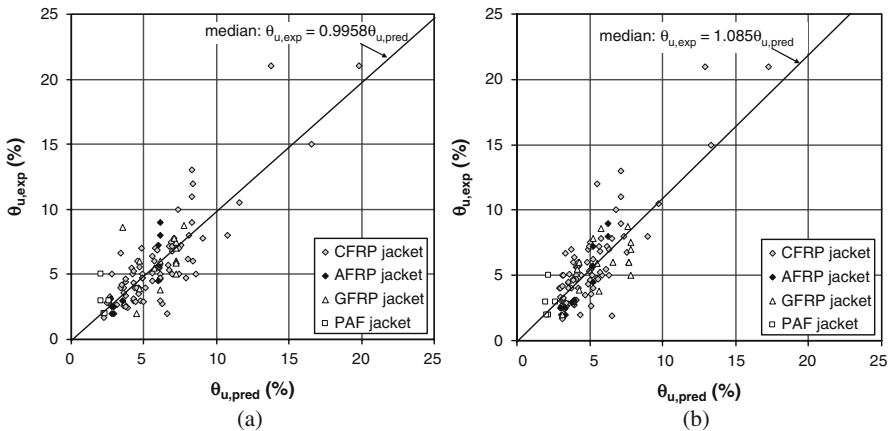 25
20
15
10
5
0
θu,exp (%)
median: θu,exp = 0.9958θu,pred
CFRP jacket
AFRP jacket
GFRP jacket
PAF jacket
0 5 10 15 20 25
θu,pred (%)
(a)
25
20
15
10
5
0
θu,exp (%)
median: θu,exp = 1.085θu,pred
CFRP jacket
AFRP jacket
GFRP jacket
PAF jacket
0 5 10 15 20 25
θu,pred (%)
(b)